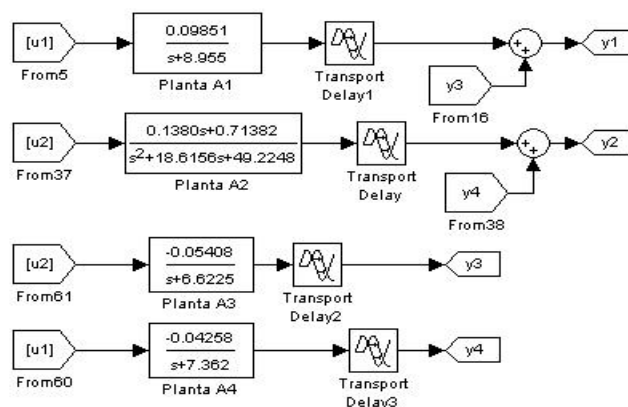 [u1]
From5
0.09851
s+8.955
Planta A1
Transport
Delay1
++
y3
From16
y1
[u2]
From37
0.1380s+0.71382
s²+18.6156s+49.2248
Planta A2
Transport
Delay
++
y4
From38
y2
[u2]
From61
-0.05408
s+6.6225
Planta A3
Transport
Delay2
y3
[u1]
From60
-0.04258
s+7.362
Planta A4
Transport
Delay3
y4